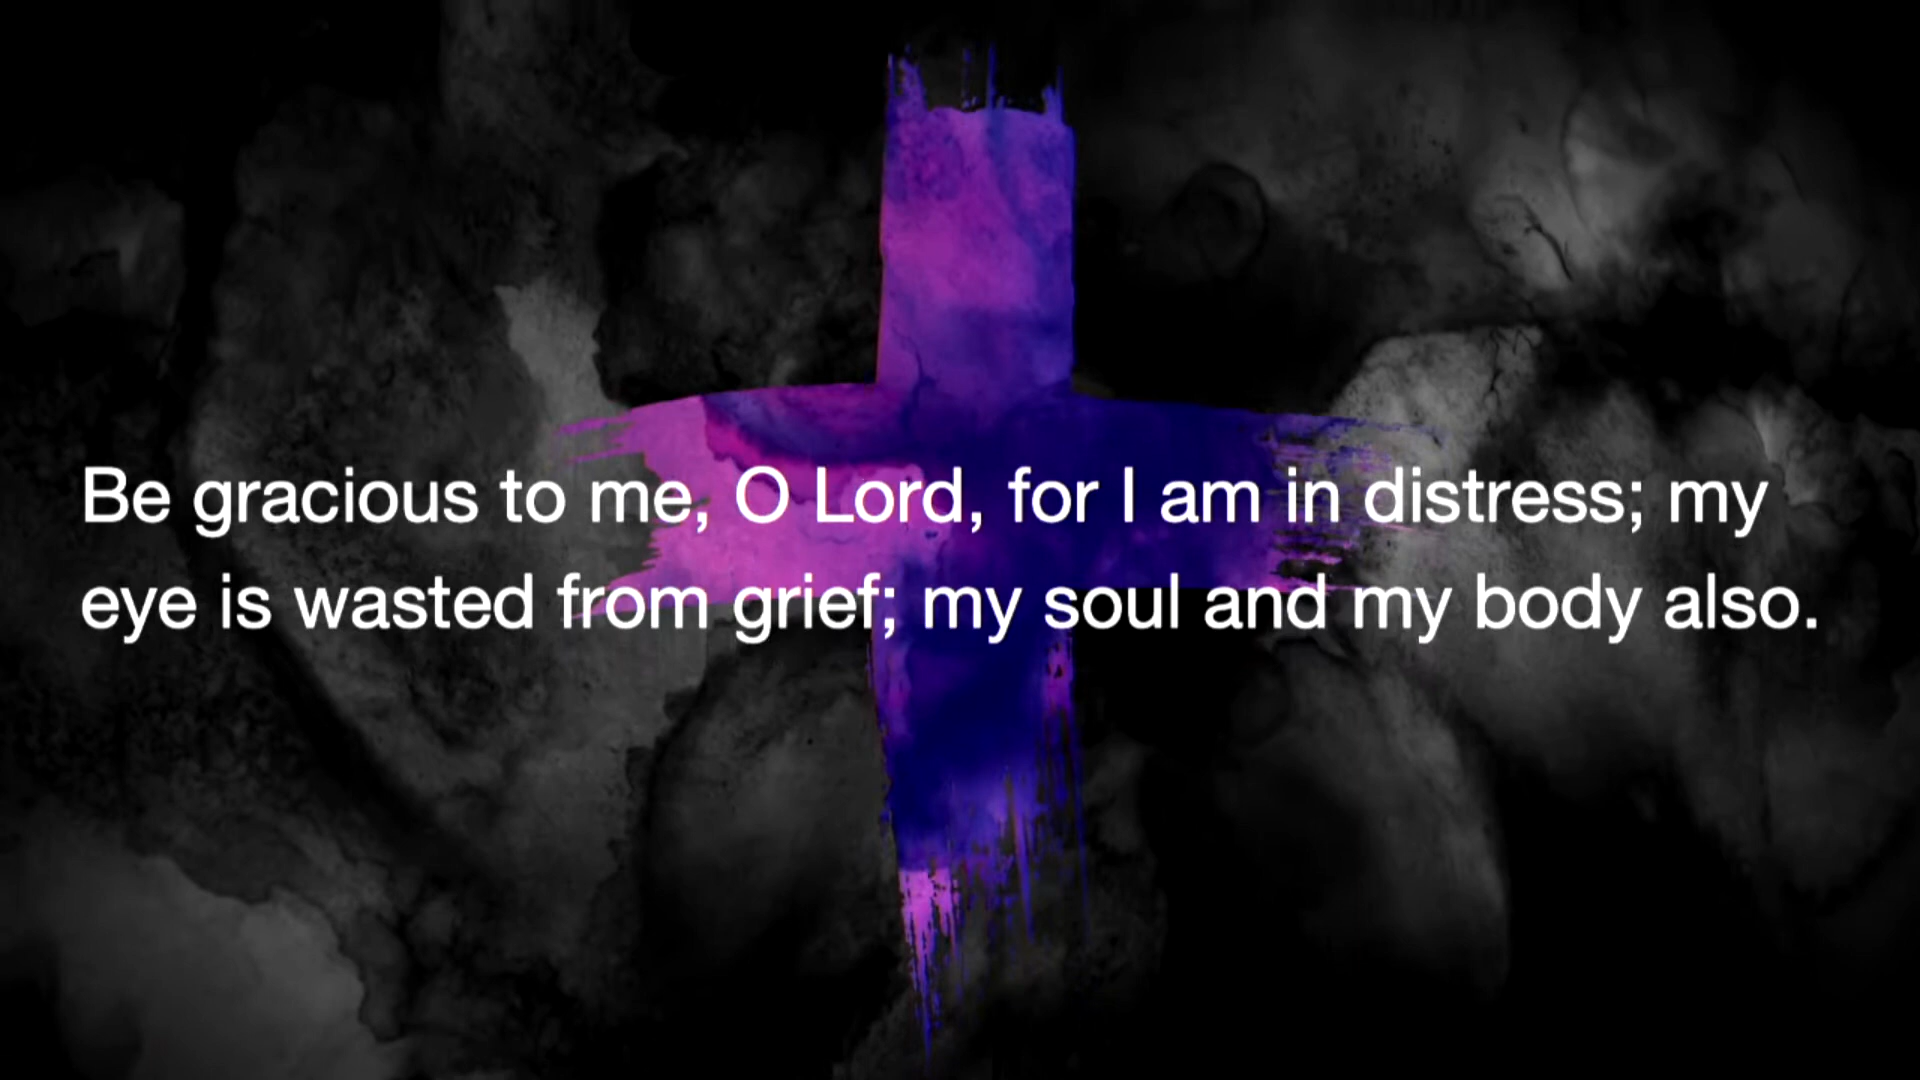 Be gracious to me, O Lord, for I am in distress; my
eye is wasted from grief; my soul and my body also.